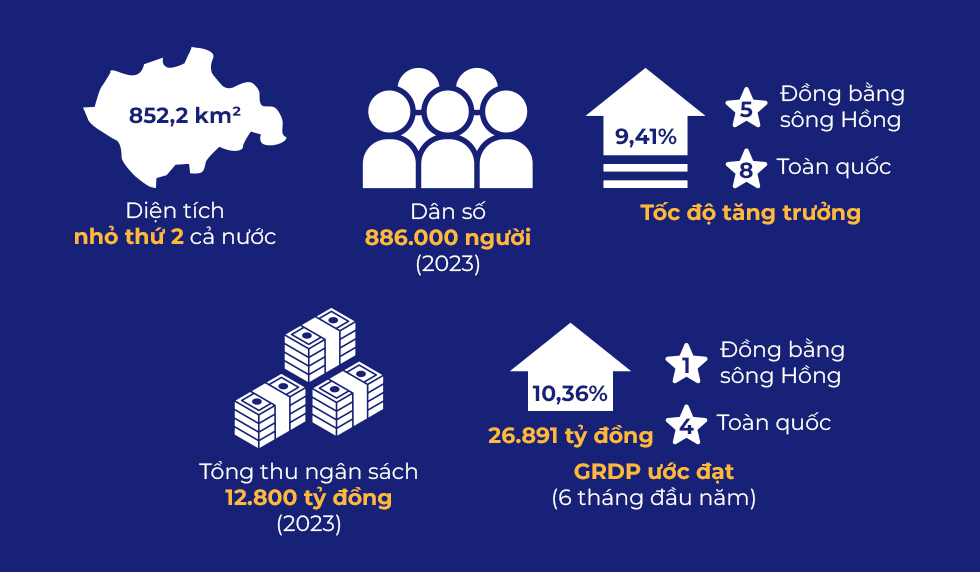 852,2 km²
Diện tích
nhỏ thứ 2 cả nước
Dân số
886.000 người
(2023)
9,41%
5
Đồng bằng
sông Hồng
8
Toàn quốc
Tốc độ tăng trưởng
Tổng thu ngân sách
12.800 tỷ đồng
(2023)
10,36%
26.891 tỷ đồng
1
Đồng bằng
sông Hồng
4
Toàn quốc
GRDP ước đạt
(6 tháng đầu năm)